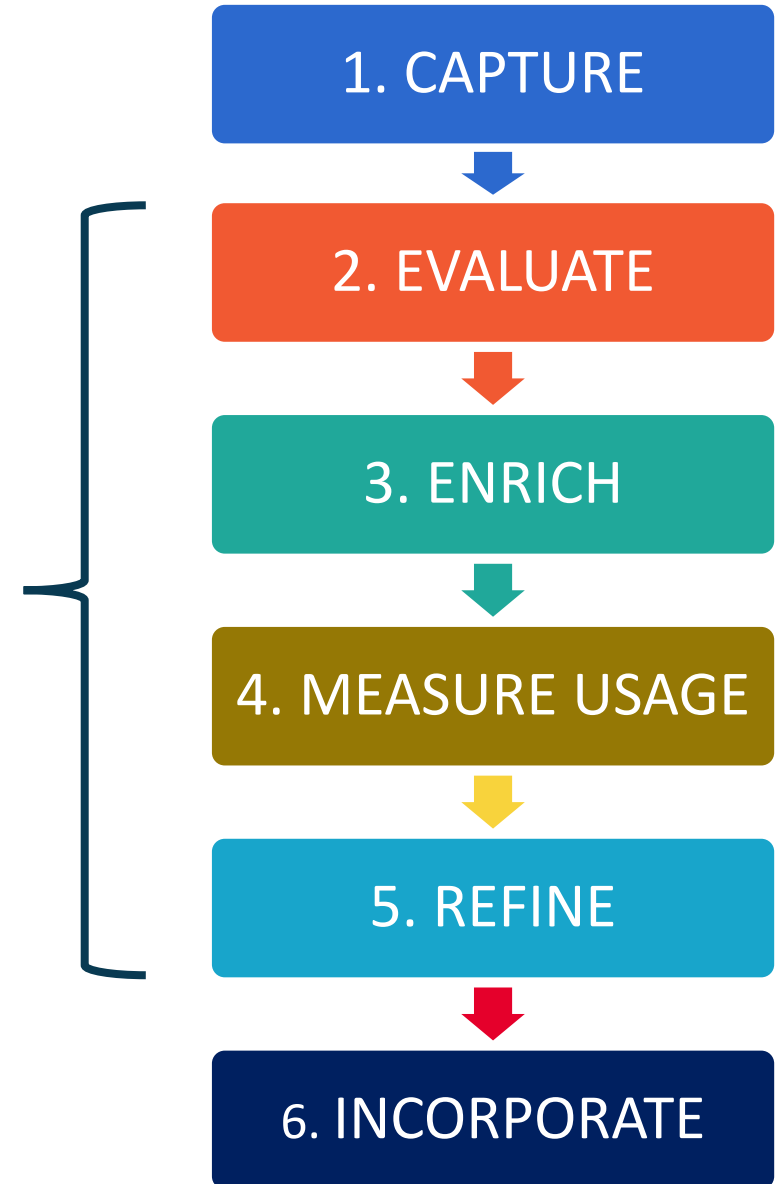 1. CAPTURE
2. EVALUATE
3. ENRICH
4. MEASURE USAGE
5. REFINE
6. INCORPORATE